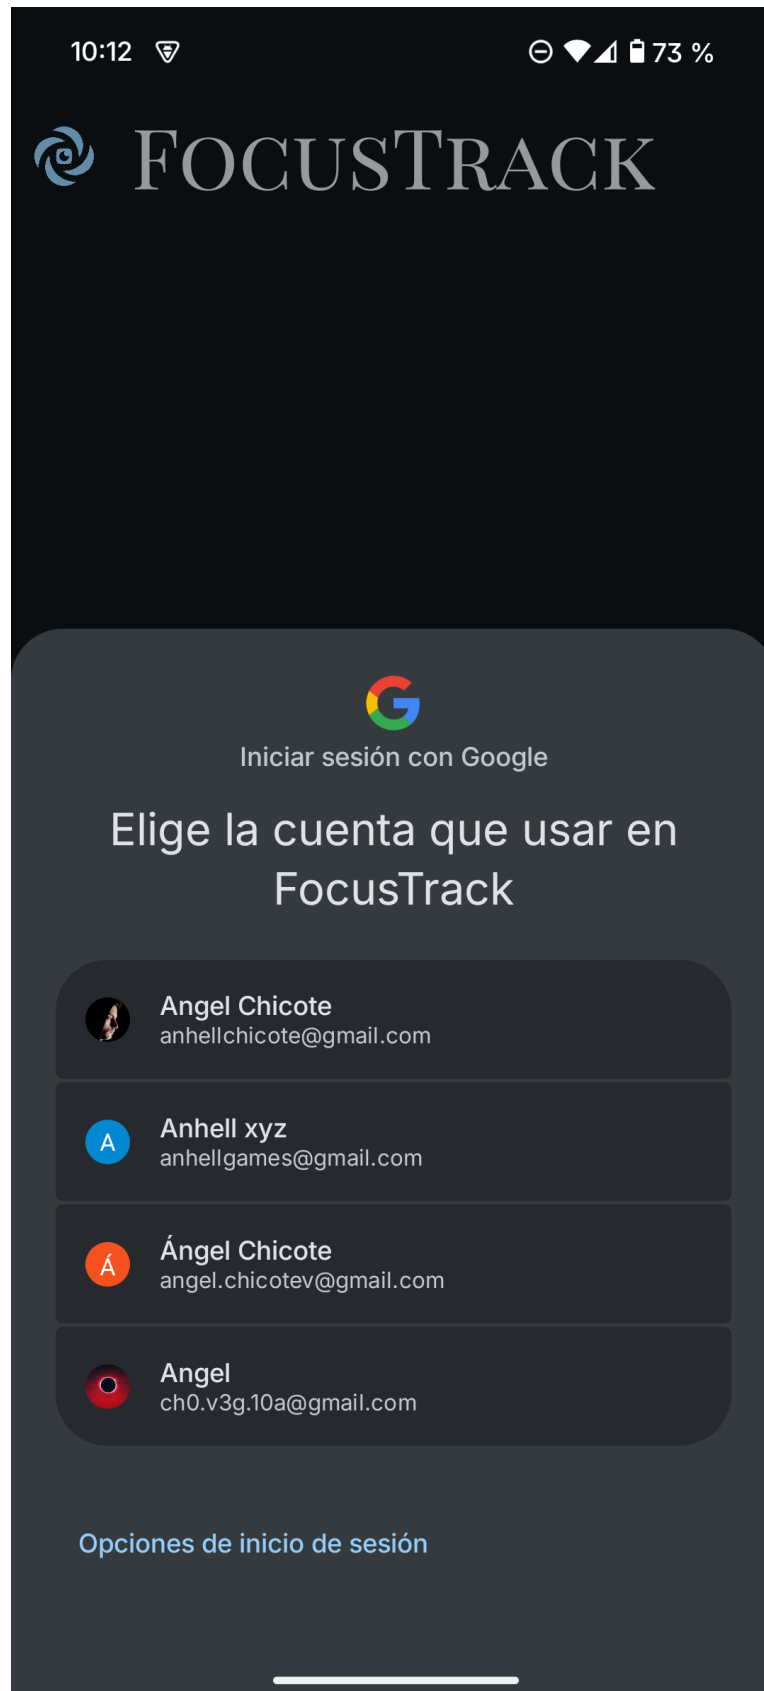 10:12
73 %
FocusTrack
Iniciar sesión con Google
Elige la cuenta que usar en
FocusTrack
Angel Chicote
anhellchicote@gmail.com
A
Anhell xyz
anhellgames@gmail.com
Á
Ángel Chicote
angel.chicotev@gmail.com
Angel
ch0.v3g.10a@gmail.com
Opciones de inicio de sesión